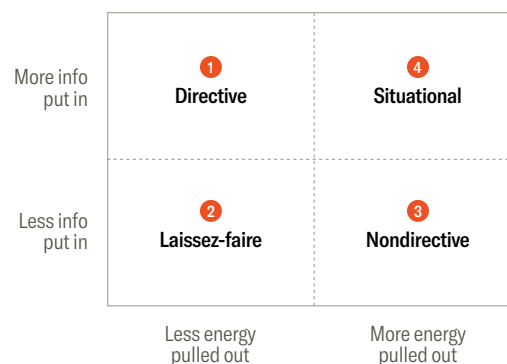 More info
put in
1
Directive
4
Situational
Less info
put in
2
Laissez-faire
3
Nondirective
Less energy
pulled out
More energy
pulled out